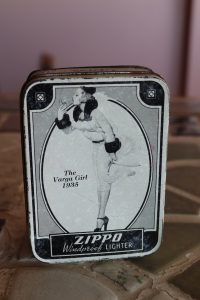 The
Varga Girl
1935
ZIPPO
Windproof LIGHTER